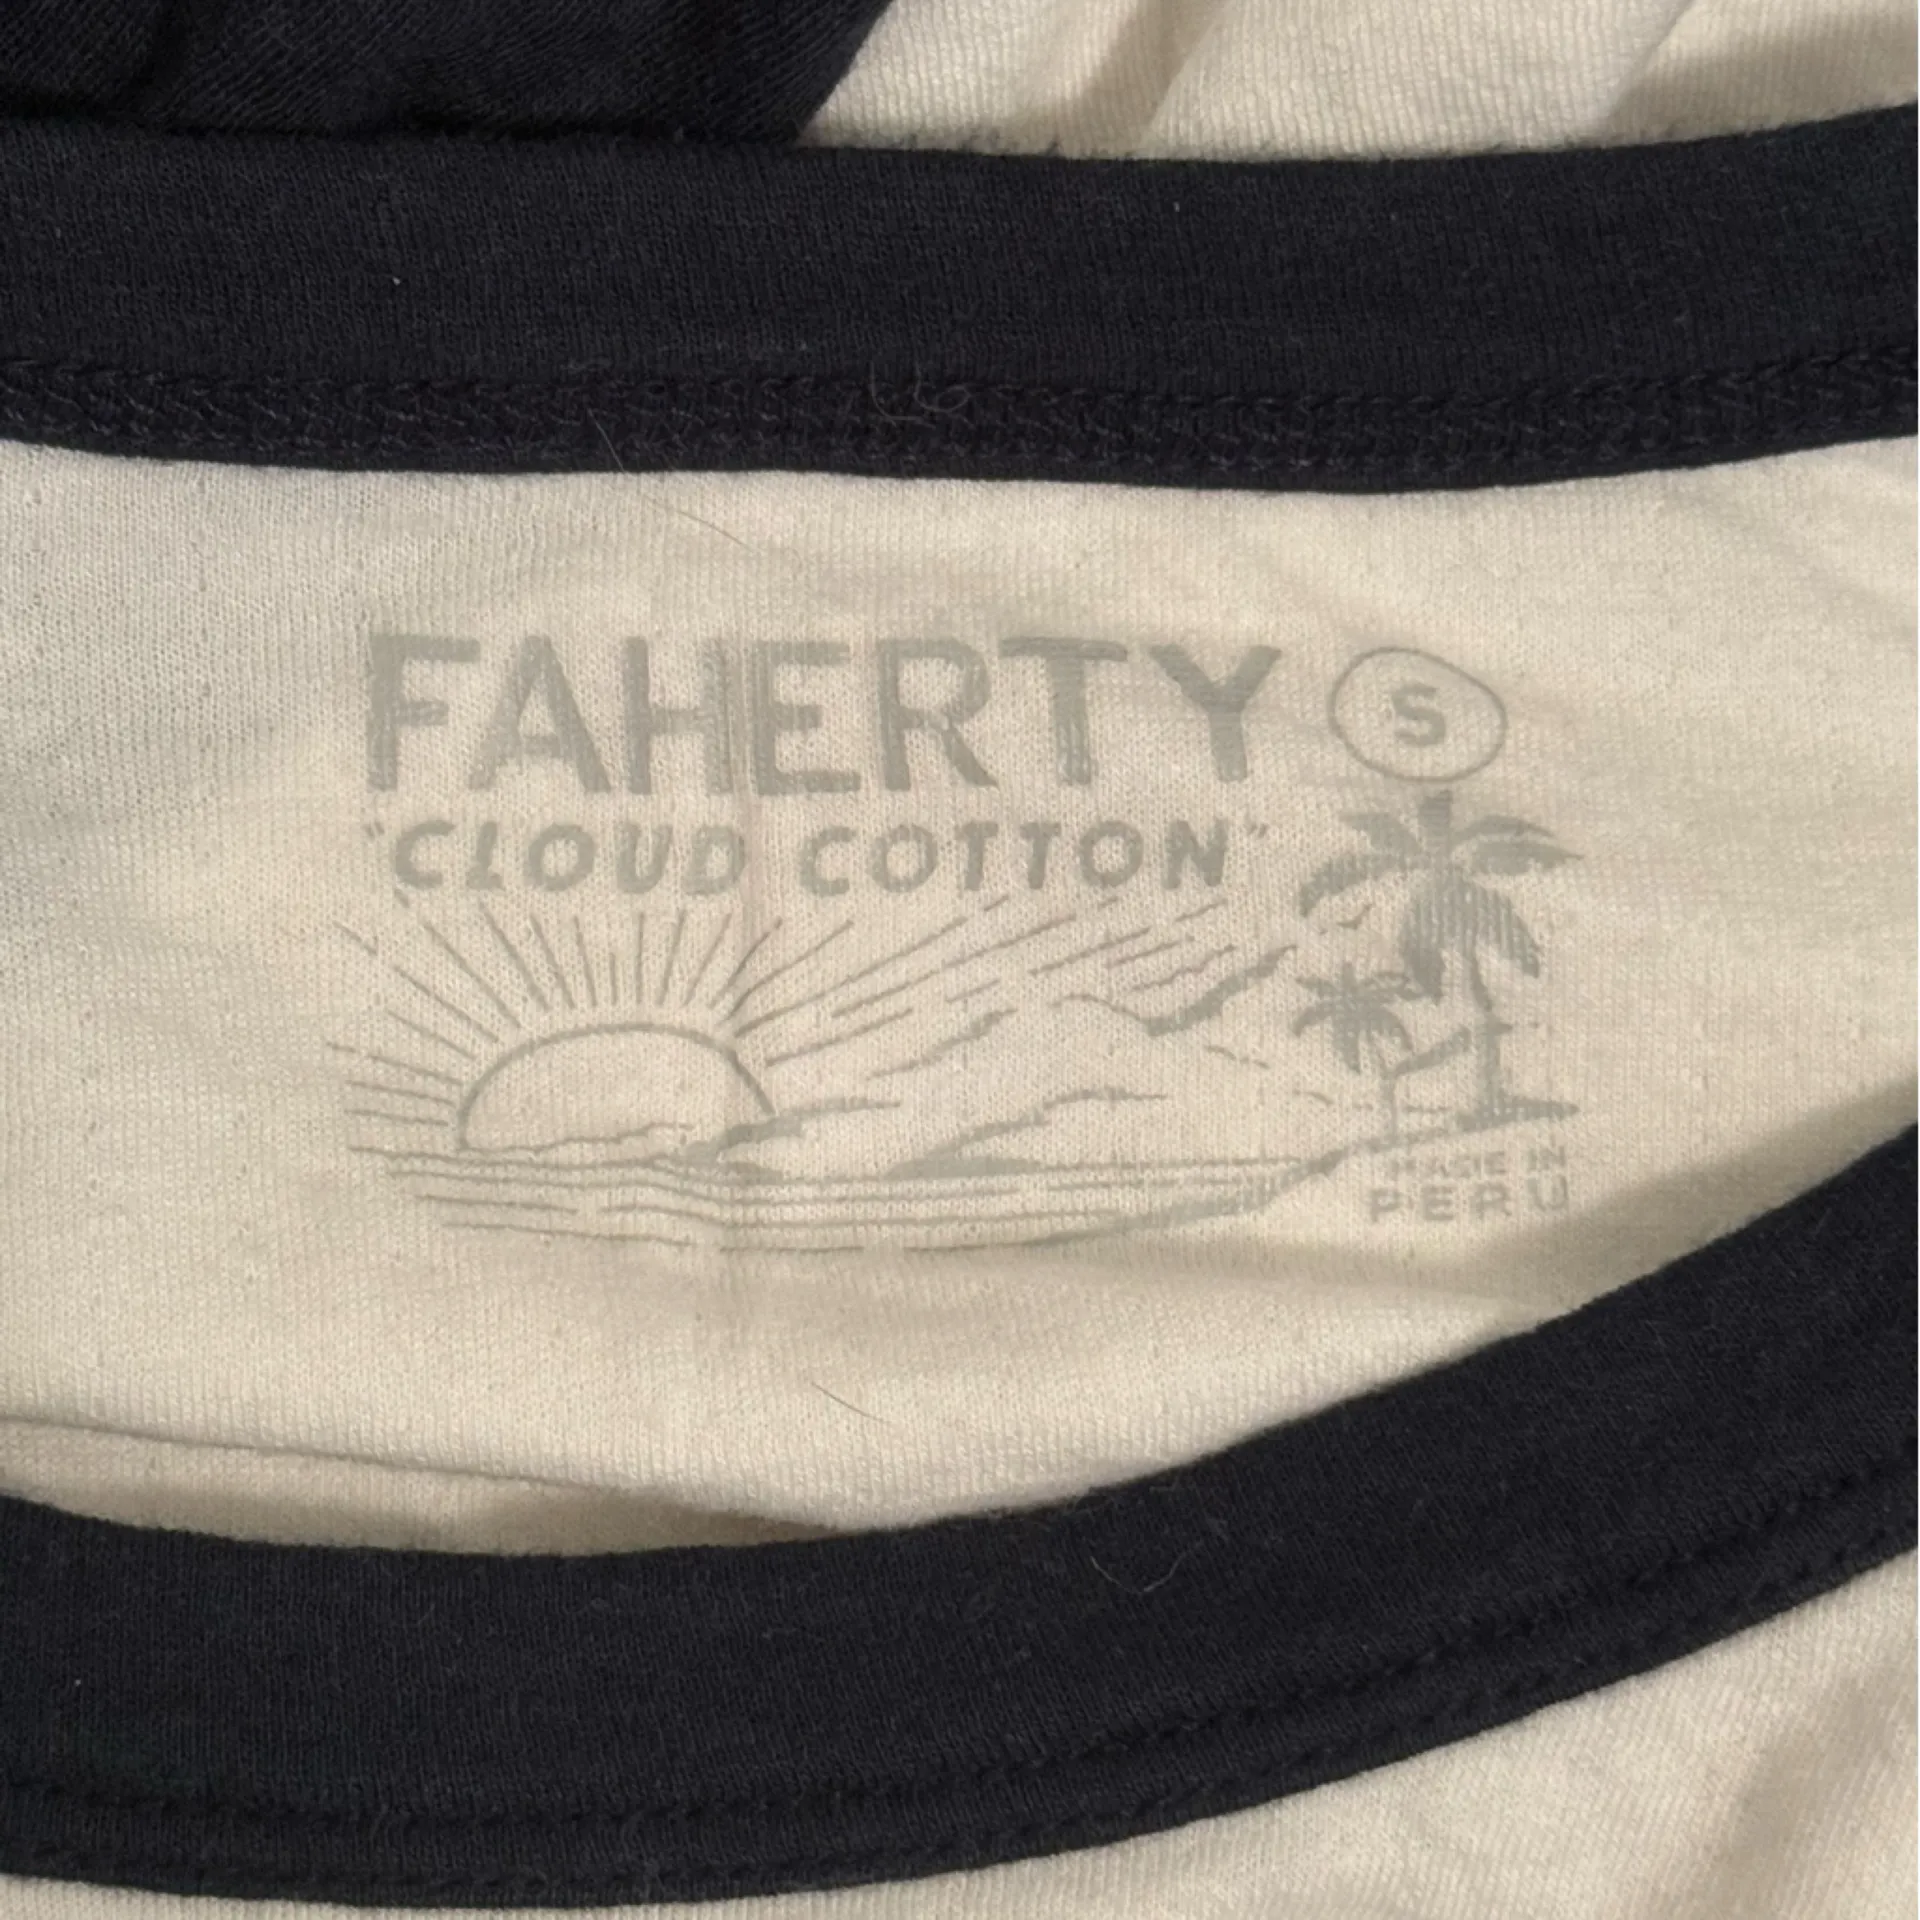 FAHERTY S
"CLOUD COTTON"
MADE IN
PERU